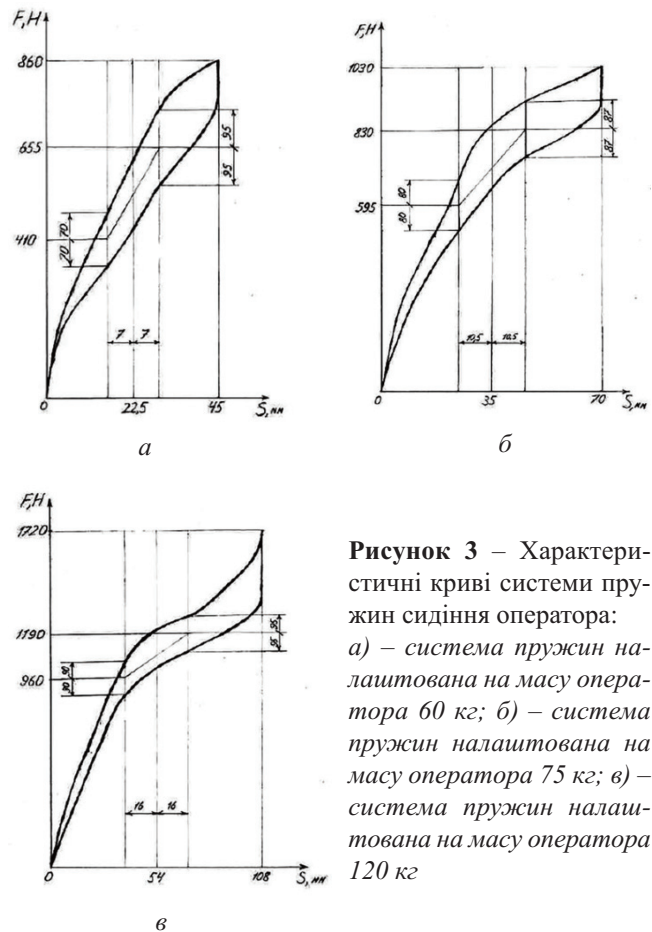 F,H
860
655
410
70
70
95
95
7
7
0
22,5
45
S,мм
а
F,H
1030
830
595
80
80
87
87
10,5
10,5
0
35
70
S,мм
б
F,H
1720
1190
960
90
90
95
95
16
16
0
54
108
S,мм
в
Рисунок 3 – Характери-
стичні криві системи пру-
жин сидіння оператора:
а) – система пружин на-
лаштована на масу опера-
тора 60 кг; б) – система
пружин налаштована на
масу оператора 75 кг; в) –
система пружин налаш-
тована на масу оператора
120 кг